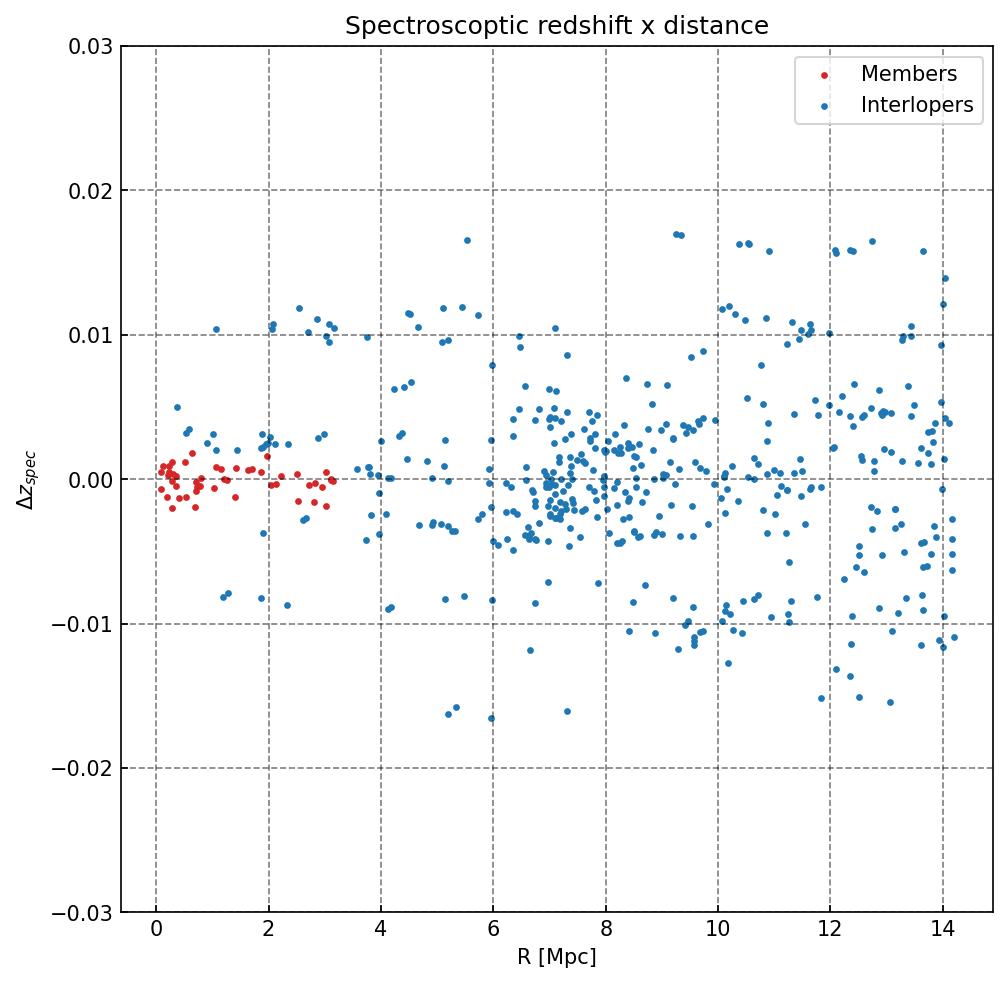 Spectroscoptic redshift x distance
0.03
0.02
0.01
0.00
−0.01
−0.02
−0.03
Δz_spec
Members
Interlopers
0 2 4 6 8 10 12 14
R [Mpc]